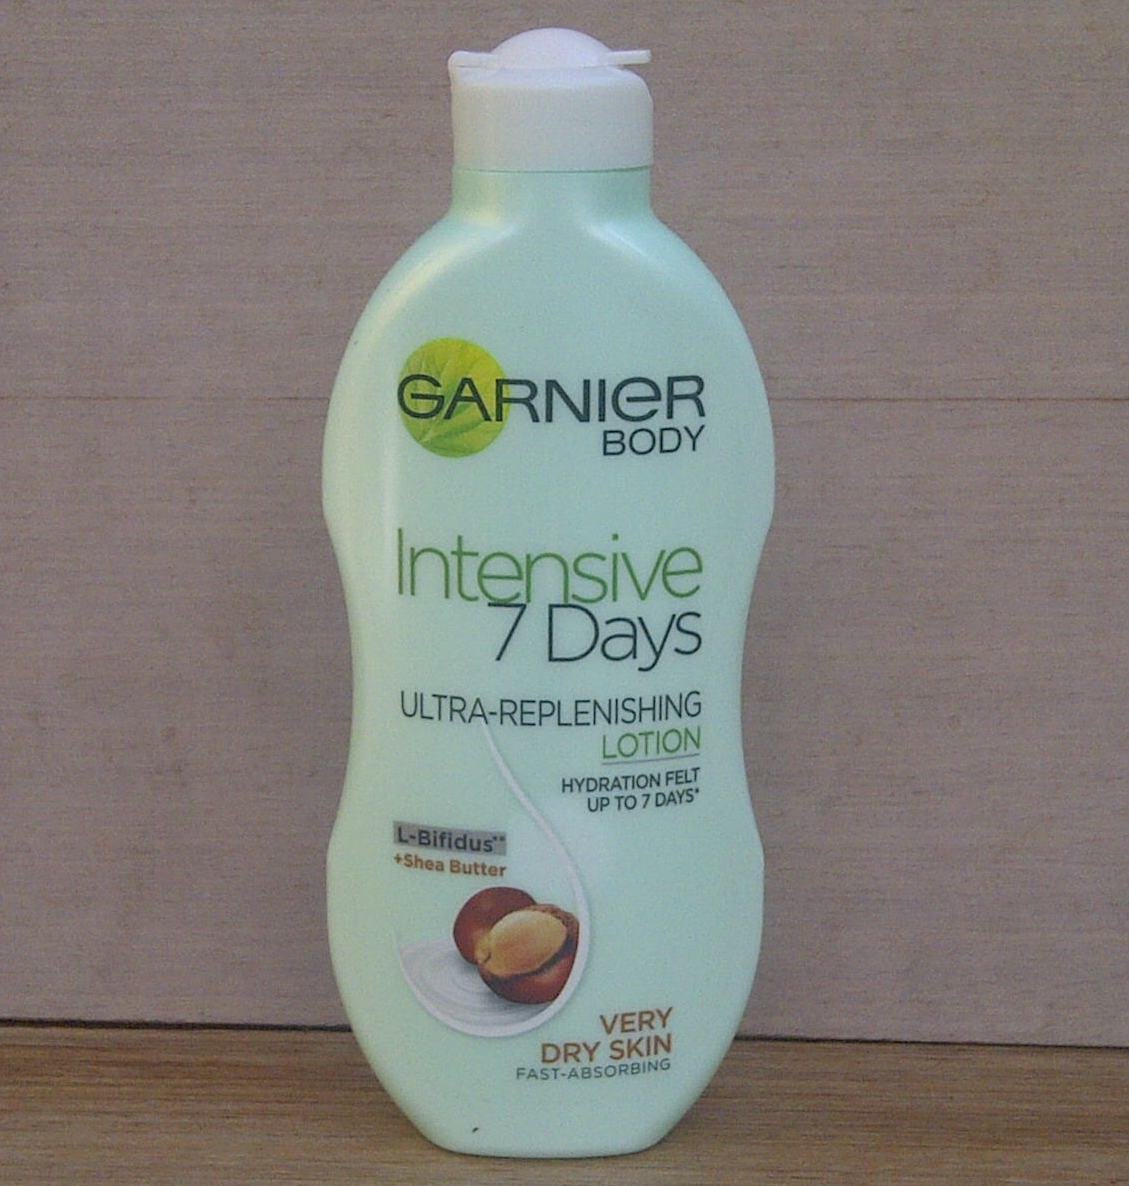 GARNIER
BODY
Intensive
7 Days
ULTRA-REPLENISHING
LOTION
HYDRATION FELT
UP TO 7 DAYS*
L-Bifidus**
+Shea Butter
VERY
DRY SKIN
FAST-ABSORBING